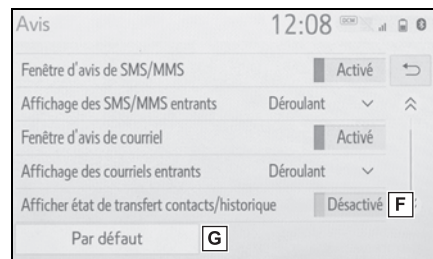 Avis 12:08 DCM
Fenêtre d'avis de SMS/MMS Activé
Affichage des SMS/MMS entrants Déroulant
Fenêtre d'avis de courriel Activé
Affichage des courriels entrants Déroulant
Afficher état de transfert contacts/historique Désactivé F
Par défaut G